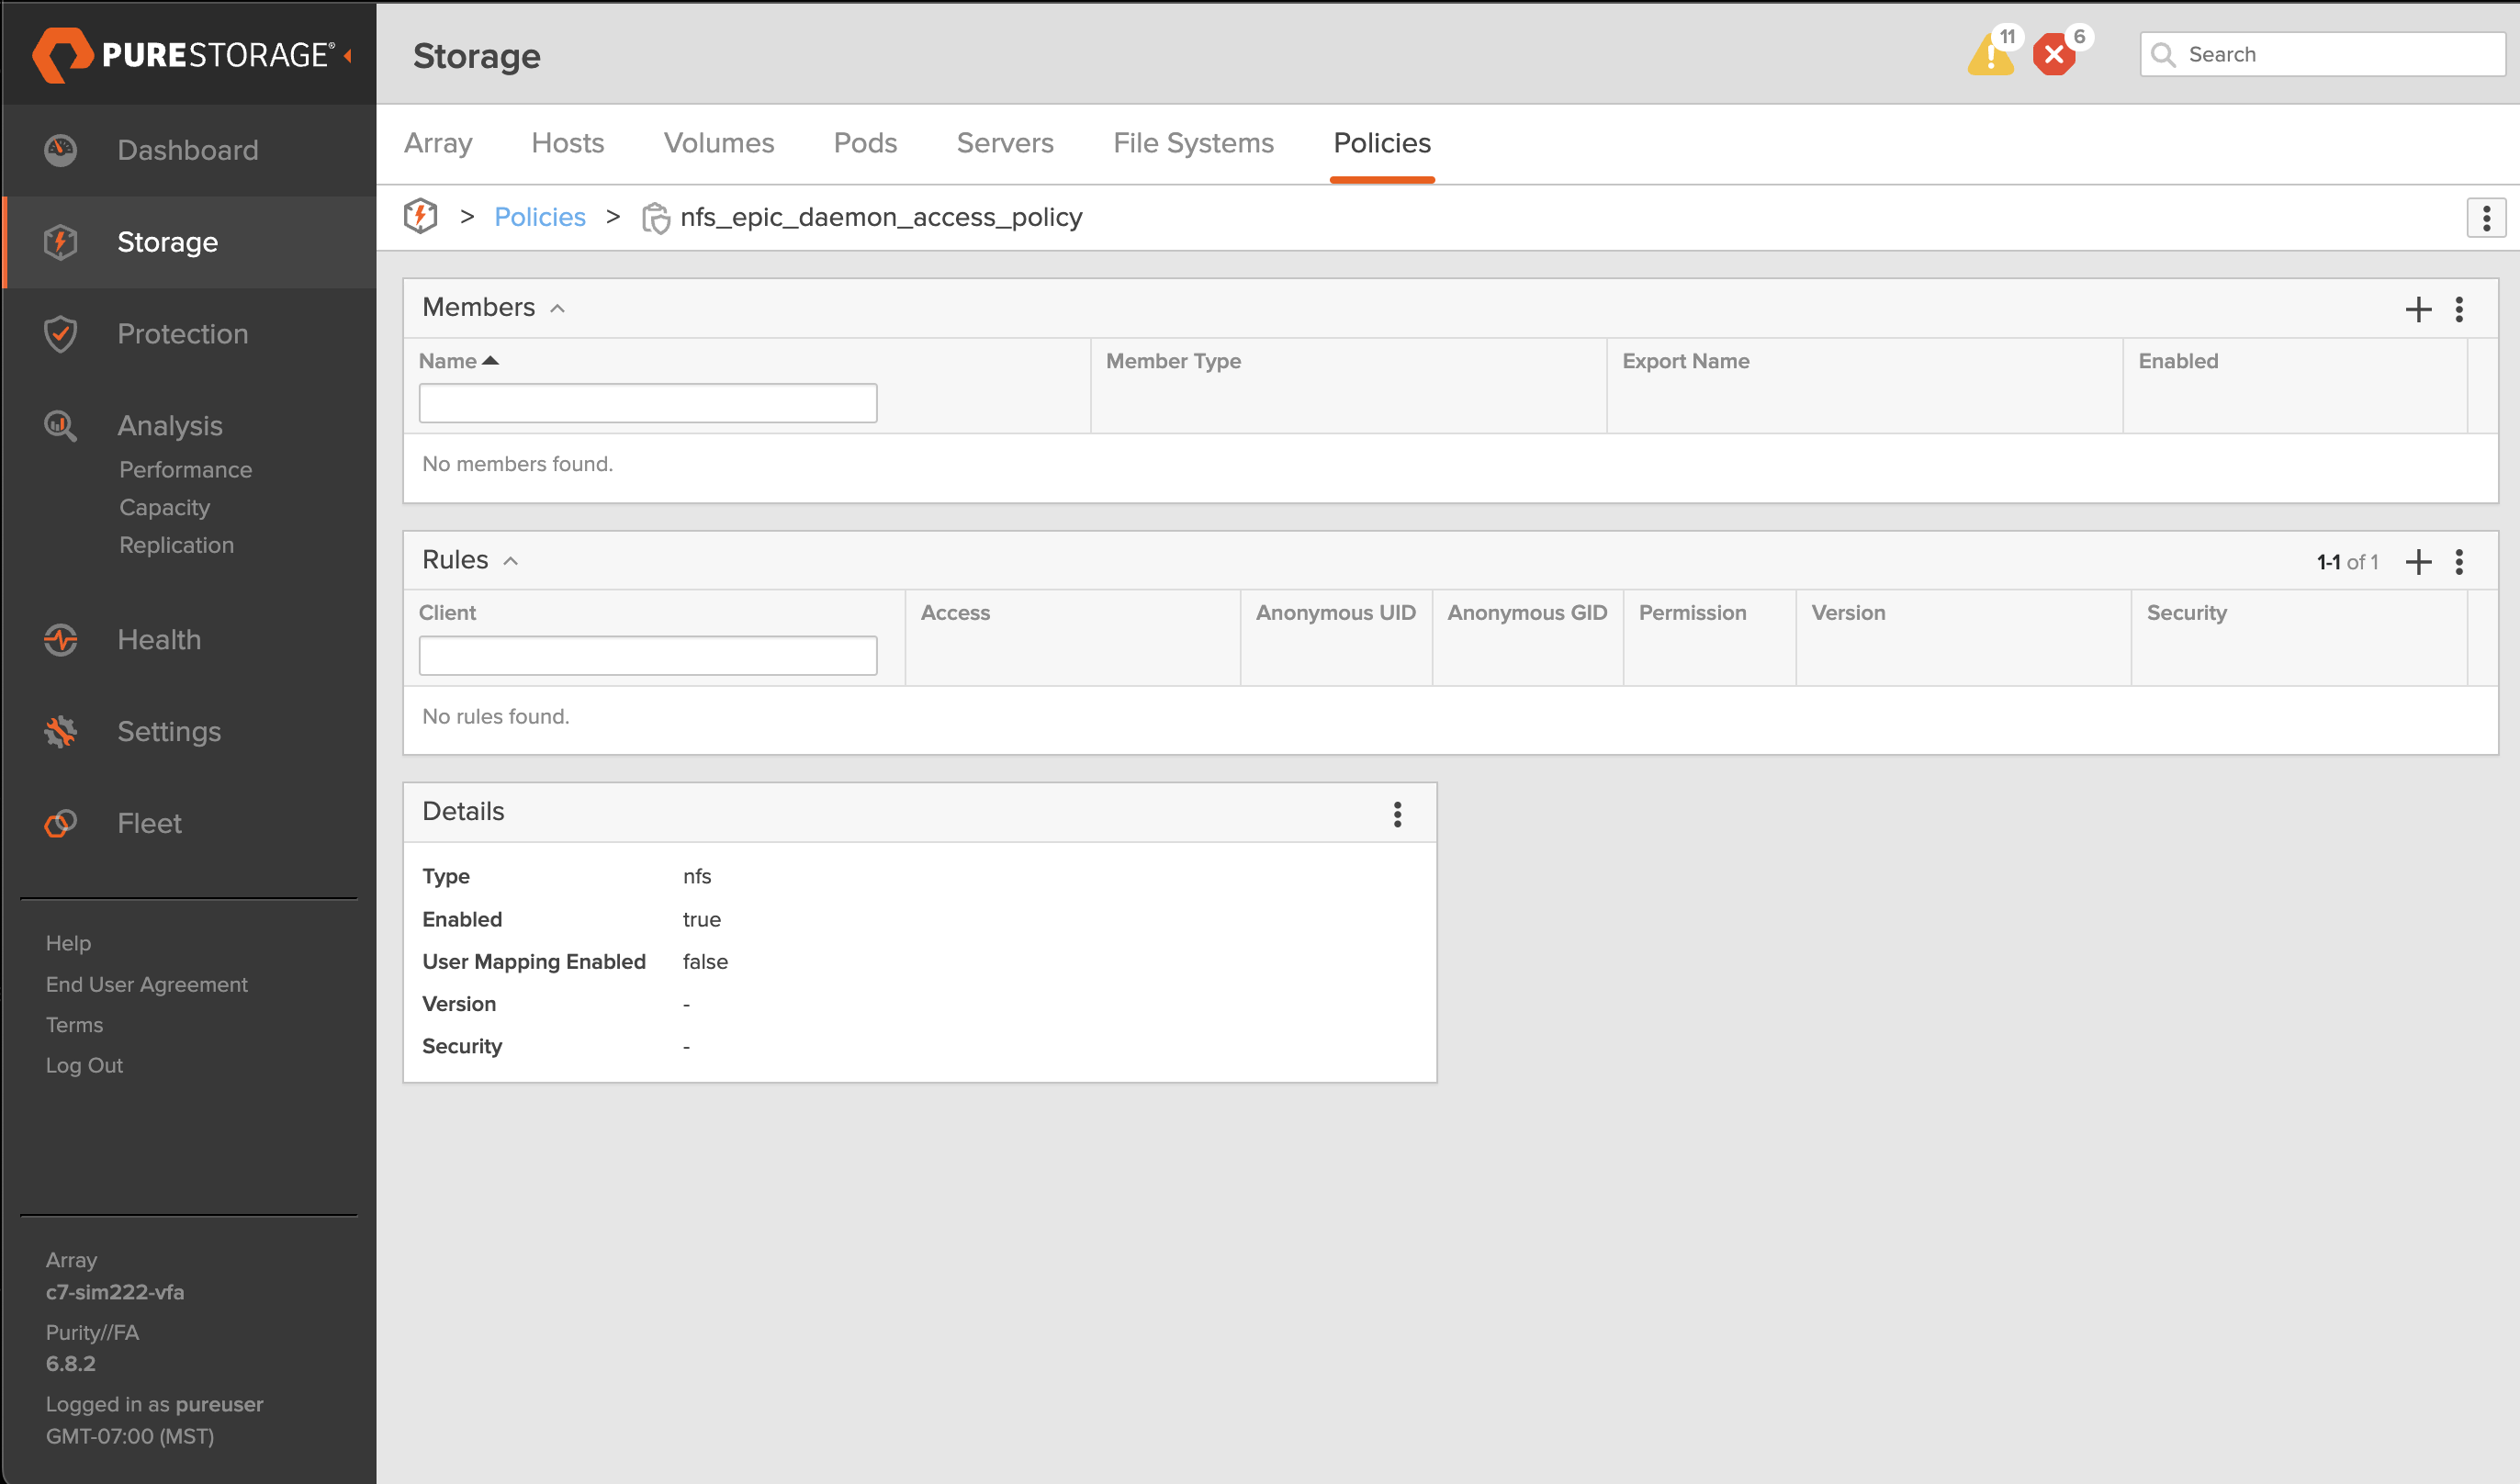 PURESTORAGE®
Dashboard
Storage
Protection
Analysis
Performance
Capacity
Replication
Health
Settings
Fleet
Help
End User Agreement
Terms
Log Out
Array
c7-sim222-vfa
Purity//FA
6.8.2
Logged in as pureuser
GMT-07:00 (MST)
Storage
11
6
Search
Array Hosts Volumes Pods Servers File Systems Policies
> Policies > nfs_epic_daemon_access_policy
Members
Name Member Type Export Name Enabled
No members found.
Rules 1-1 of 1
Client Access Anonymous UID Anonymous GID Permission Version Security
No rules found.
Details
Type nfs
Enabled true
User Mapping Enabled false
Version -
Security -